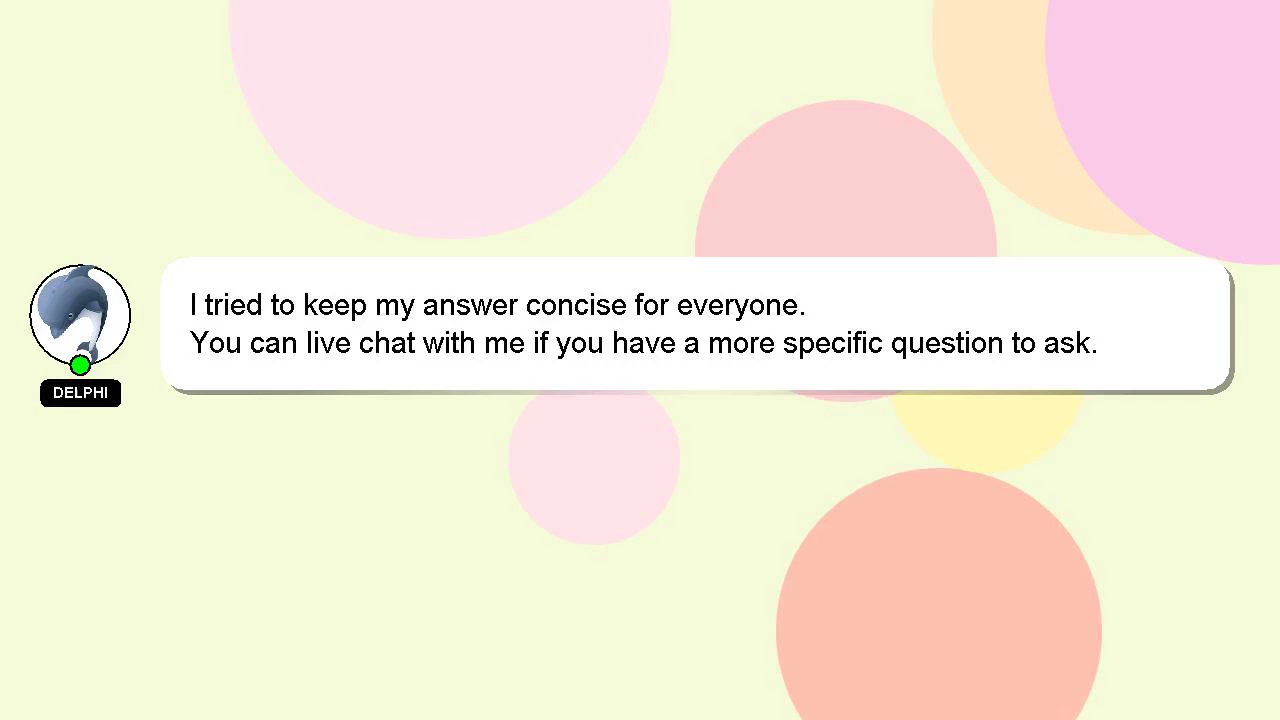 I tried to keep my answer concise for everyone.
You can live chat with me if you have a more specific question to ask.
DELPHI